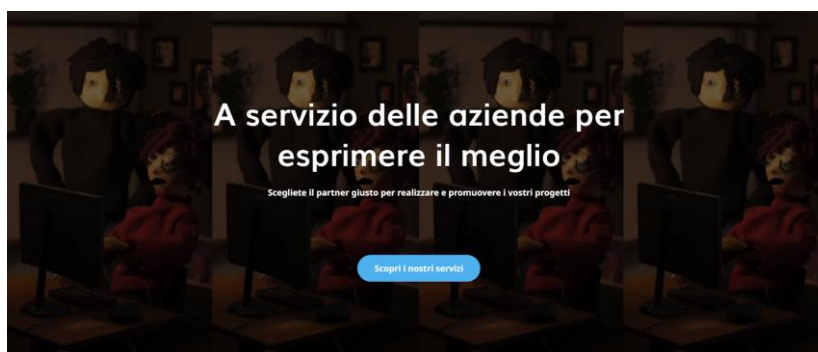 A servizio delle aziende per
esprimere il meglio
Scegliete il partner giusto per realizzare e promuovere i vostri progetti
Scopri i nostri servizi